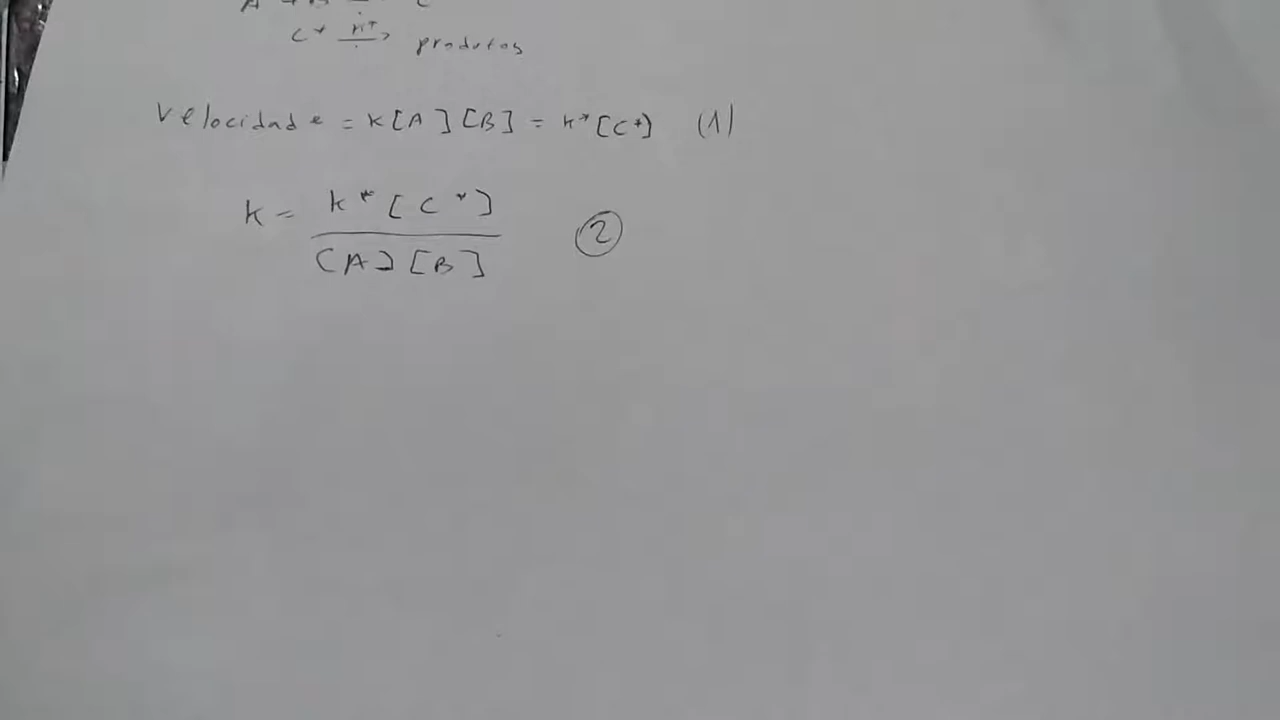 C* k* produtos
Velocidade = k[A][B] = k*[C*] (1)
k = k*[C*]
[A][B]
2